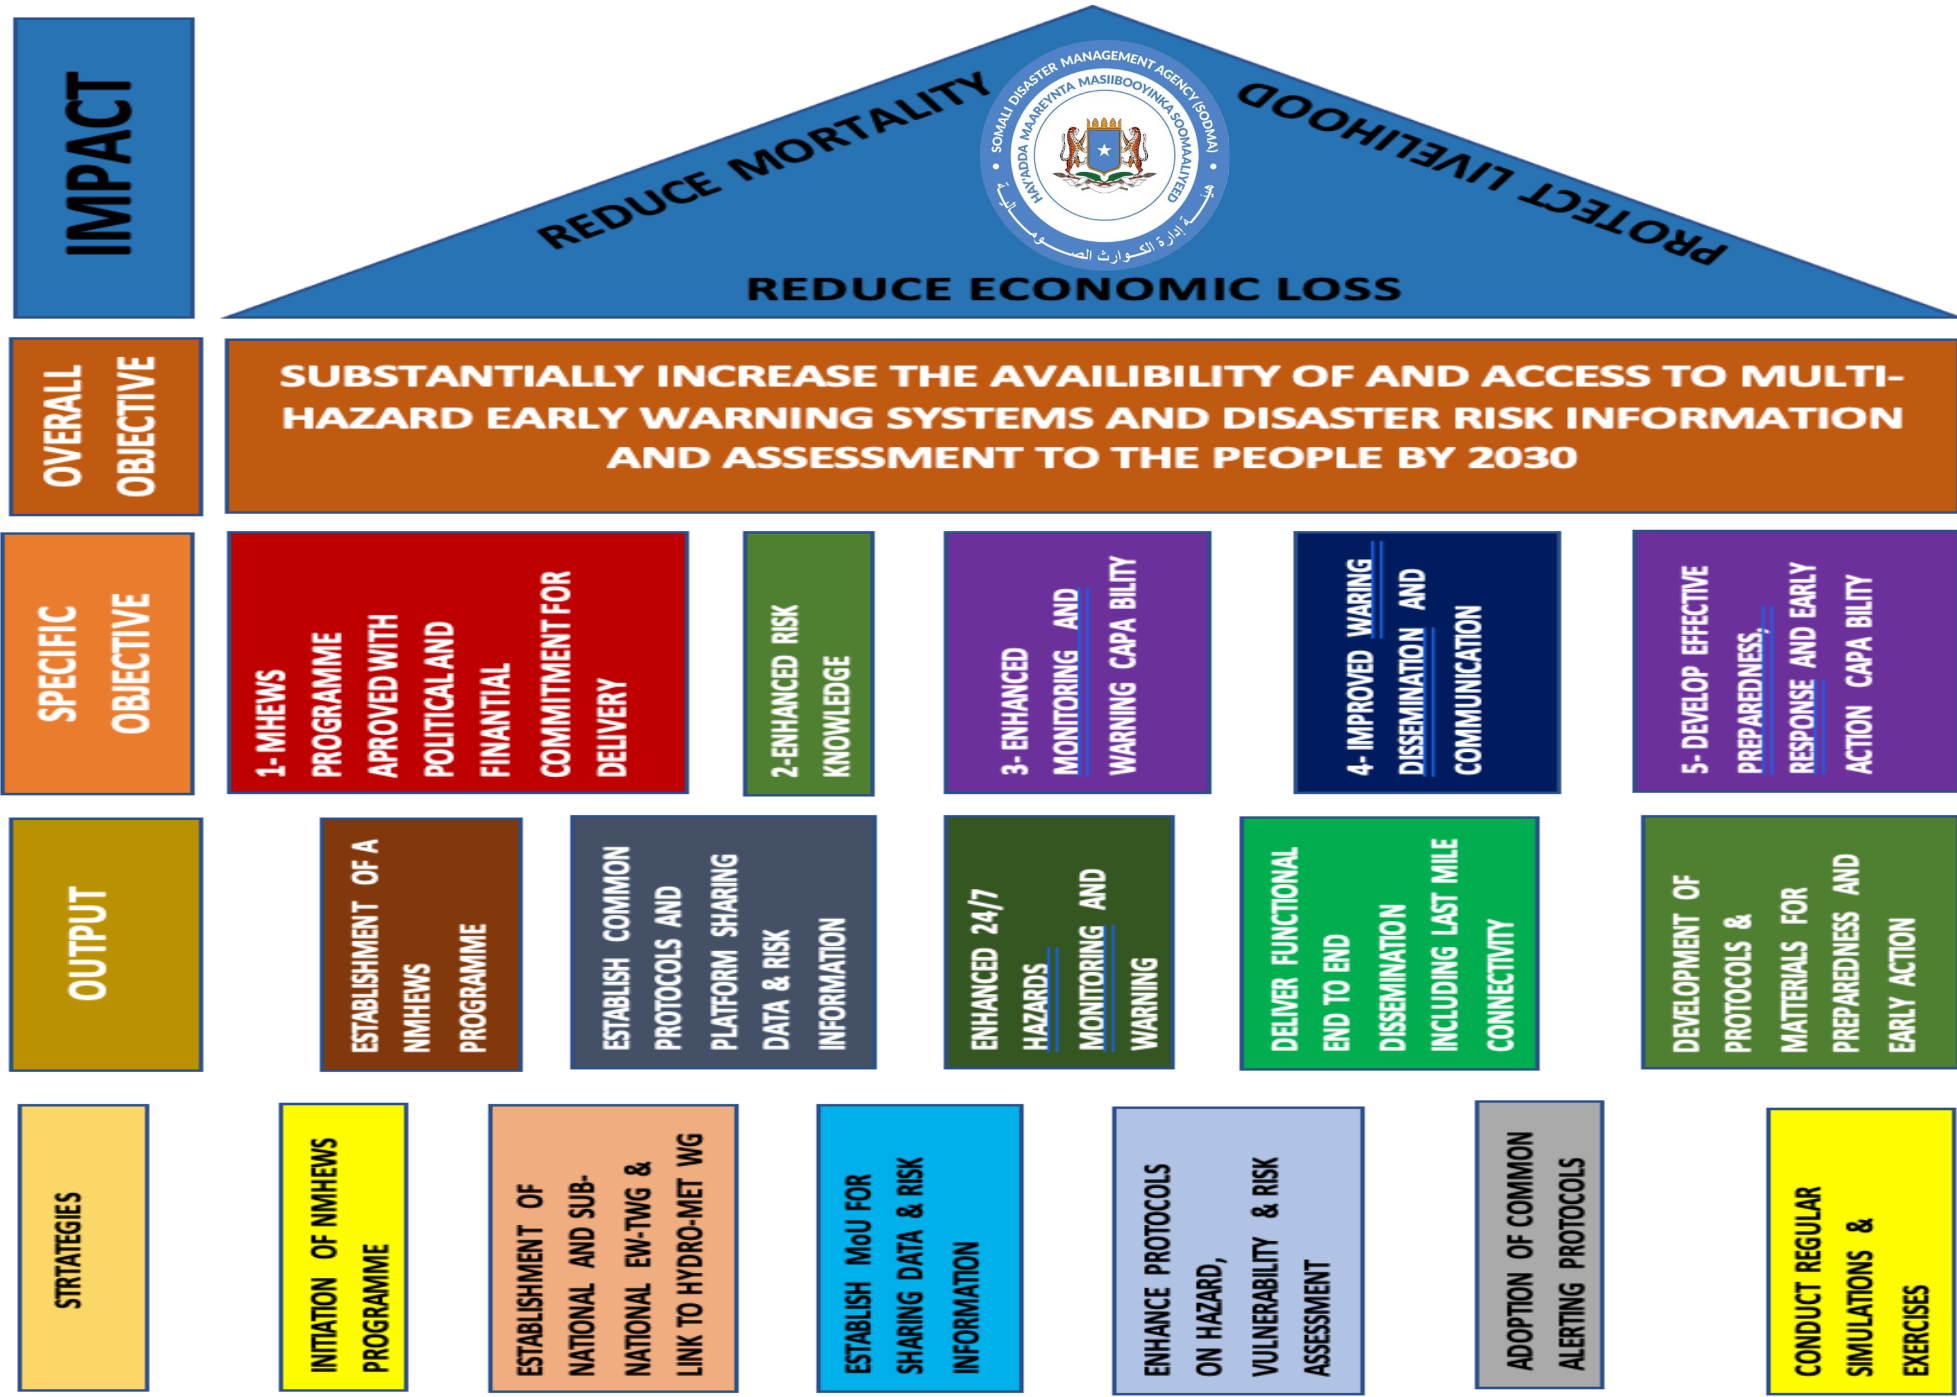 IMPACT
REDUCE MORTALITY
SOMALI DISASTER MANAGEMENT AGENCY (SODMA)
HAY'ADDA MAAREYNTA MASIIBOOYINKA SOOMAALIYEED
هيئة إدارة الكوارث الصومالية
PROTECT LIVELIHOOD
REDUCE ECONOMIC LOSS
OVERALL
OBJECTIVE
SUBSTANTIALLY INCREASE THE AVAILIBILITY OF AND ACCESS TO MULTI-
HAZARD EARLY WARNING SYSTEMS AND DISASTER RISK INFORMATION
AND ASSESSMENT TO THE PEOPLE BY 2030
SPECIFIC
OBJECTIVE
1- MHEWS
PROGRAMME
APROVED WITH
POLITICAL AND
FINANTIAL
COMMITMENT FOR
DELIVERY
2-ENHANCED RISK
KNOWLEDGE
3- ENHANCED
MONITORING AND
WARNING CAPA BILITY
4- IMPROVED WARING
DISSEMINATION AND
COMMUNICATION
5- DEVELOP EFFECTIVE
PREPAREDNESS,
RESPONSE AND EARLY
ACTION CAPA BILITY
OUTPUT
ESTABLISHMENT OF A
NMHEWS
PROGRAMME
ESTABLISH COMMON
PROTOCOLS AND
PLATFORM SHARING
DATA & RISK
INFORMATION
ENHANCED 24/7
HAZARDS
MONITORING AND
WARNING
DELIVER FUNCTIONAL
END TO END
DISSEMINATION
INCLUDING LAST MILE
CONNECTIVITY
DEVELOPMENT OF
PROTOCOLS &
MATTERIALS FOR
PREPAREDNESS AND
EARLY ACTION
STRTATEGIES
INITIATION OF NMHEWS
PROGRAMME
ESTABLISHMENT OF
NATIONAL AND SUB-
NATIONAL EW-TWG &
LINK TO HYDRO-MET WG
ESTABLISH MoU FOR
SHARING DATA & RISK
INFORMATION
ENHANCE PROTOCOLS
ON HAZARD,
VULNERABILITY & RISK
ASSESSMENT
ADOPTION OF COMMON
ALERTING PROTOCOLS
CONDUCT REGULAR
SIMULATIONS &
EXERCISES